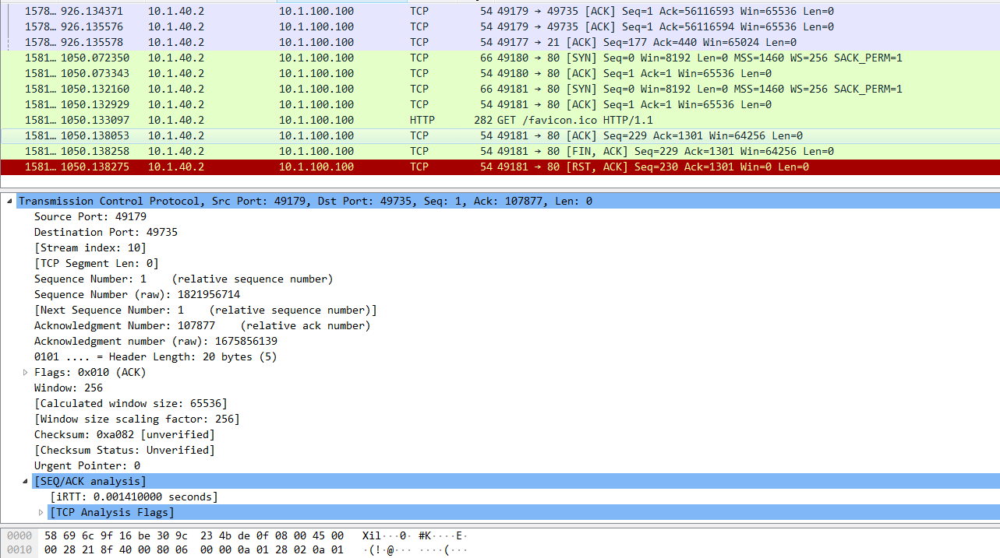 1578… 926.134371 10.1.40.2 10.1.100.100 TCP 54 49179 → 49735 [ACK] Seq=1 Ack=56116593 Win=65536 Len=0
1578… 926.135576 10.1.40.2 10.1.100.100 TCP 54 49179 → 49735 [ACK] Seq=1 Ack=56116594 Win=65536 Len=0
1578… 926.135578 10.1.40.2 10.1.100.100 TCP 54 49177 → 21 [ACK] Seq=177 Ack=440 Win=65024 Len=0
1581… 1050.072350 10.1.40.2 10.1.100.100 TCP 66 49180 → 80 [SYN] Seq=0 Win=8192 Len=0 MSS=1460 WS=256 SACK_PERM=1
1581… 1050.073343 10.1.40.2 10.1.100.100 TCP 54 49180 → 80 [ACK] Seq=1 Ack=1 Win=65536 Len=0
1581… 1050.132160 10.1.40.2 10.1.100.100 TCP 66 49181 → 80 [SYN] Seq=0 Win=8192 Len=0 MSS=1460 WS=256 SACK_PERM=1
1581… 1050.132929 10.1.40.2 10.1.100.100 TCP 54 49181 → 80 [ACK] Seq=1 Ack=1 Win=65536 Len=0
1581… 1050.133097 10.1.40.2 10.1.100.100 HTTP 282 GET /favicon.ico HTTP/1.1
1581… 1050.138053 10.1.40.2 10.1.100.100 TCP 54 49181 → 80 [ACK] Seq=229 Ack=1301 Win=64256 Len=0
1581… 1050.138258 10.1.40.2 10.1.100.100 TCP 54 49181 → 80 [FIN, ACK] Seq=229 Ack=1301 Win=64256 Len=0
1581… 1050.138275 10.1.40.2 10.1.100.100 TCP 54 49181 → 80 [RST, ACK] Seq=230 Ack=1301 Win=0 Len=0
Transmission Control Protocol, Src Port: 49179, Dst Port: 49735, Seq: 1, Ack: 107877, Len: 0
Source Port: 49179
Destination Port: 49735
[Stream index: 10]
[TCP Segment Len: 0]
Sequence Number: 1 (relative sequence number)
Sequence Number (raw): 1821956714
[Next Sequence Number: 1 (relative sequence number)]
Acknowledgment Number: 107877 (relative ack number)
Acknowledgment number (raw): 1675856139
0101 .... = Header Length: 20 bytes (5)
Flags: 0x010 (ACK)
Window: 256
[Calculated window size: 65536]
[Window size scaling factor: 256]
Checksum: 0xa082 [unverified]
[Checksum Status: Unverified]
Urgent Pointer: 0
[SEQ/ACK analysis]
[iRTT: 0.001410000 seconds]
[TCP Analysis Flags]
0000 58 69 6c 9f 16 be 30 9c 23 4b de 0f 08 00 45 00 Xil···0· #K····E·
0010 00 28 21 8f 40 00 80 06 00 00 0a 01 28 02 0a 01 ·(!·@··· ····(···